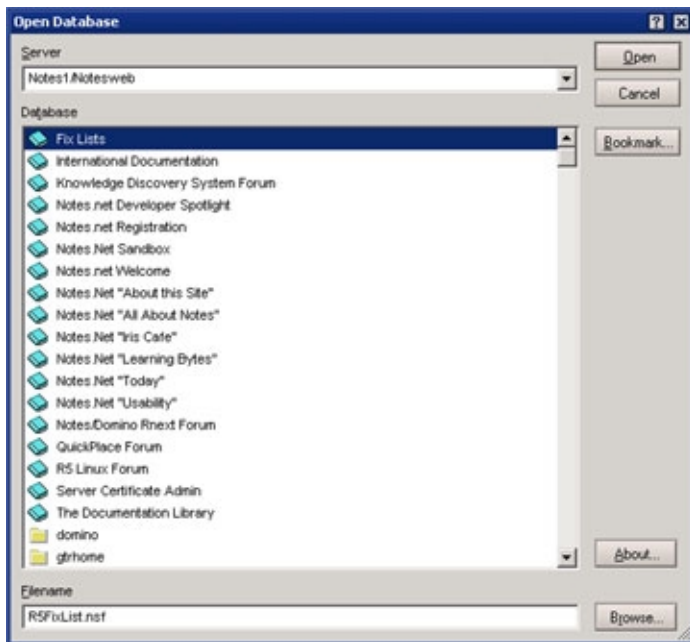 Open Database
Server
Open
Notes1/Notesweb
Cancel
Database
Bookmark...
Fix Lists
International Documentation
Knowledge Discovery System Forum
Notes.net Developer Spotlight
Notes.net Registration
Notes.Net Sandbox
Notes.net Welcome
Notes.Net "About this Site"
Notes.Net "All About Notes"
Notes.Net "Iris Cafe"
Notes.Net "Learning Bytes"
Notes.Net "Today"
Notes.Net "Usability"
Notes/Domino Rnext Forum
QuickPlace Forum
R5 Linux Forum
Server Certificate Admin
The Documentation Library
domino
gtrhome
About...
Filename
R5FixList.nsf
Browse...